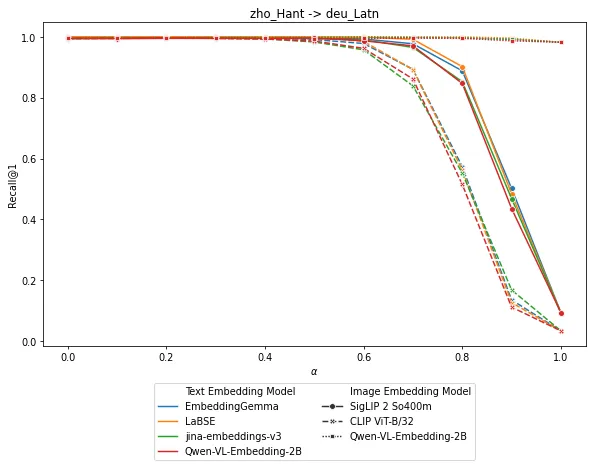 zho_Hant -> deu_Latn
Recall@1
1.0
0.8
0.6
0.4
0.2
0.0
0.0 0.2 0.4 0.6 0.8 1.0
α
Text Embedding Model Image Embedding Model
EmbeddingGemma SigLIP 2 So400m
LaBSE CLIP ViT-B/32
jina-embeddings-v3 Qwen-VL-Embedding-2B
Qwen-VL-Embedding-2B